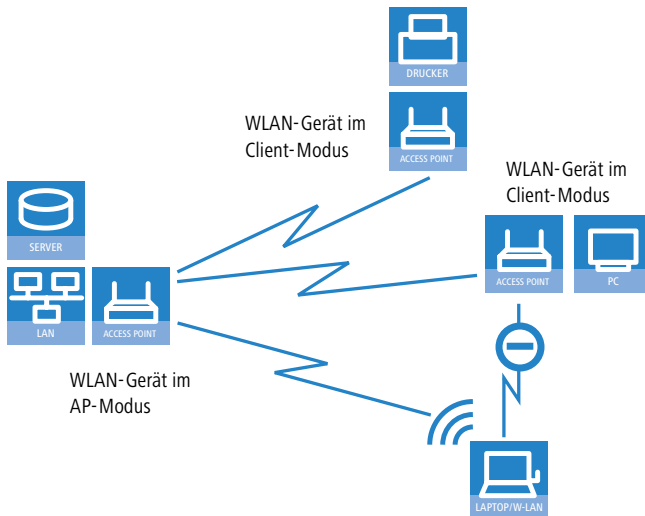 DRUCKER
WLAN-Gerät im
Client-Modus
ACCESS POINT
WLAN-Gerät im
Client-Modus
SERVER
ACCESS POINT
PC
LAN
ACCESS POINT
WLAN-Gerät im
AP-Modus
LAPTOP/W-LAN